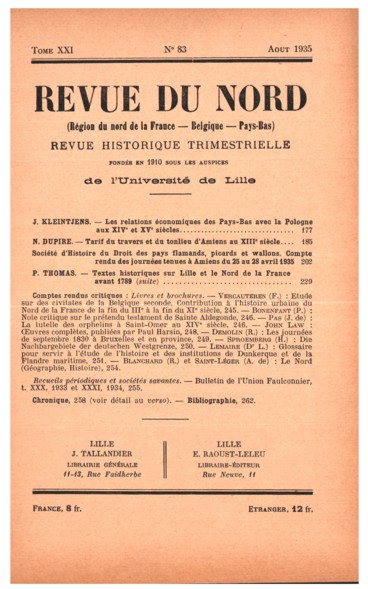 TOME XXI N° 83 AOUT 1935
REVUE DU NORD
(Région du nord de la France — Belgique — Pays-Bas)
REVUE HISTORIQUE TRIMESTRIELLE
FONDÉE EN 1910 SOUS LES AUSPICES
de l'Université de Lille
J. KLEINTJENS. — Les relations économiques des Pays-Bas avec la Pologne
aux XIVe et XVe siècles.............................. 177
N. DUPIRE. — Tarif du travers et du tonlieu d'Amiens au XIIIe siècle.... 185
Société d'Histoire du Droit des pays flamands, picards et wallons. Compte
rendu des journées tenues à Amiens du 25 au 28 avril 1935 202
P. THOMAS. — Textes historiques sur Lille et le Nord de la France
avant 1789 (suite) .................................. 229
Comptes rendus critiques : Livres et brochures. — VERCAUTEREN (F.) : Etude
sur des civitates de la Belgique seconde. Contribution à l'histoire urbaine du
Nord de la France de la fin du IIIe à la fin du XIe siècle, 245. — BONENFANT (P.) :
Note critique sur le prétendu testament de Sainte Aldegonde, 246. — PAS (J. de) :
La tutelle des orphelins à Saint-Omer au XIVe siècle, 246. — JOHN LAW :
Œuvres complètes, publiées par Paul Harsin, 248. — DEMOLIN (R.) : Les journées
de septembre 1830 à Bruxelles et en province, 249. — SPROEMBERG (H.) : Die
Nachbargebiete der deutschen Westgrenze, 250. — LEMAIRE (Dr L.) : Glossaire
pour servir à l'étude de l'histoire et des institutions de Dunkerque et de la
Flandre maritime, 251. — BLANCHARD (R.) et SAINT-LÉGER (A. de) : Le Nord
(Géographie, Histoire), 254.
Recueils périodiques et sociétés savantes. — Bulletin de l'Union Faulconnier,
t. XXX, 1933 et XXXI, 1934, 255.
Chronique, 258 (voir détail au verso). — Bibliographie, 262.
LILLE
J. TALLANDIER
LIBRAIRIE GÉNÉRALE
11-13, Rue Faidherbe
LILLE
E. RAOUST-LELEU
LIBRAIRE-ÉDITEUR
Rue Neuve, 11
FRANCE, 8 fr. ETRANGER, 12 fr.